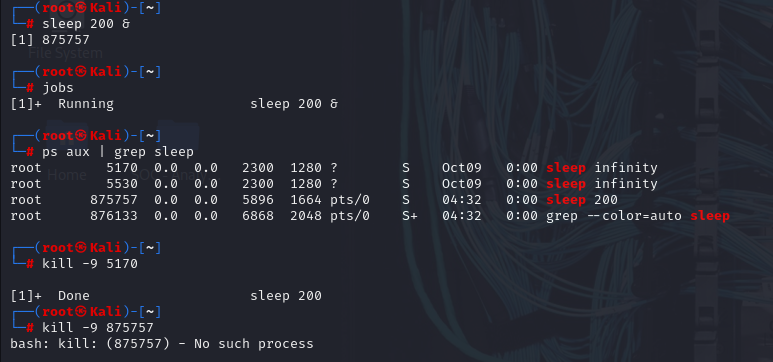 ┌──(root㉿Kali)-[~]
└─# sleep 200 &
[1] 875757
File System
┌──(root㉿Kali)-[~]
└─# jobs
[1]+  Running                 sleep 200 &
┌──(root㉿Kali)-[~]
└─# ps aux | grep sleep
root        5170  0.0  0.0   2300  1280 ?        S    Oct09   0:00 sleep infinity
Home
root        5530  0.0  0.0   2300  1280 ?        S    Oct09   0:00 sleep infinity
root      875757  0.0  0.0   5896  1664 pts/0    S    04:32   0:00 sleep 200
root      876133  0.0  0.0   6868  2048 pts/0    S+   04:32   0:00 grep --color=auto sleep
┌──(root㉿Kali)-[~]
└─# kill -9 5170
[1]+  Done                    sleep 200
┌──(root㉿Kali)-[~]
└─# kill -9 875757
bash: kill: (875757) - No such process